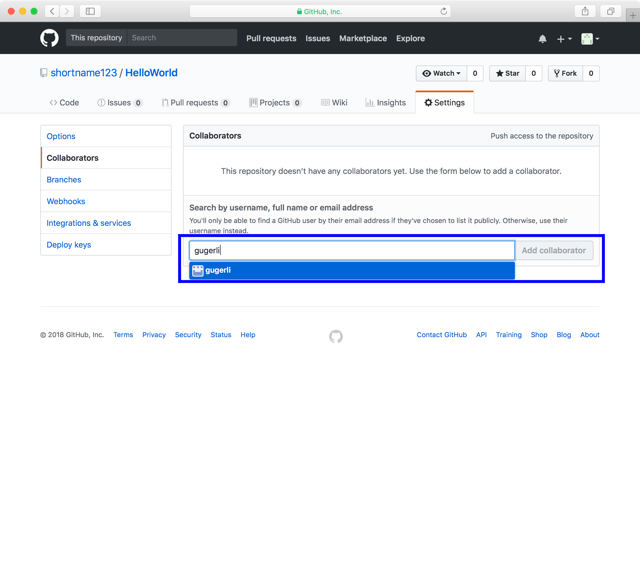 GitHub, Inc.
This repository Search Pull requests Issues Marketplace Explore
shortname123 / HelloWorld
Watch 0 Star 0 Fork 0
Code Issues 0 Pull requests 0 Projects 0 Wiki Insights Settings
Options
Collaborators
Branches
Webhooks
Integrations & services
Deploy keys
Collaborators Push access to the repository
This repository doesn't have any collaborators yet. Use the form below to add a collaborator.
Search by username, full name or email address
You'll only be able to find a GitHub user by their email address if they've chosen to list it publicly. Otherwise, use their
username instead.
gugerli Add collaborator
gugerli
© 2018 GitHub, Inc. Terms Privacy Security Status Help Contact GitHub API Training Shop Blog About